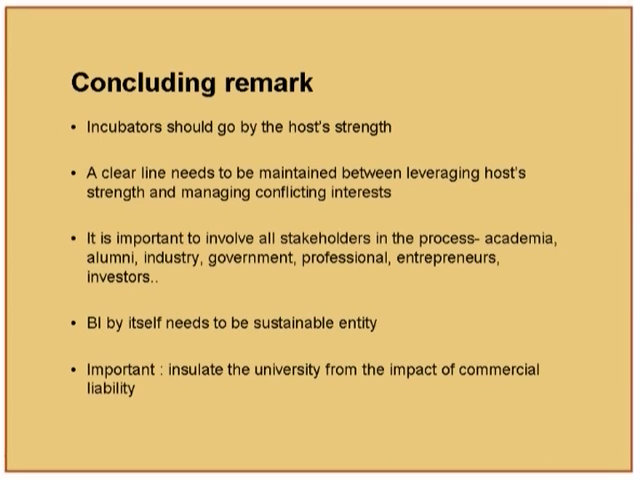 Concluding remark
• Incubators should go by the host's strength
• A clear line needs to be maintained between leveraging host's
strength and managing conflicting interests
• It is important to involve all stakeholders in the process- academia,
alumni, industry, government, professional, entrepreneurs,
investors..
• BI by itself needs to be sustainable entity
• Important : insulate the university from the impact of commercial
liability